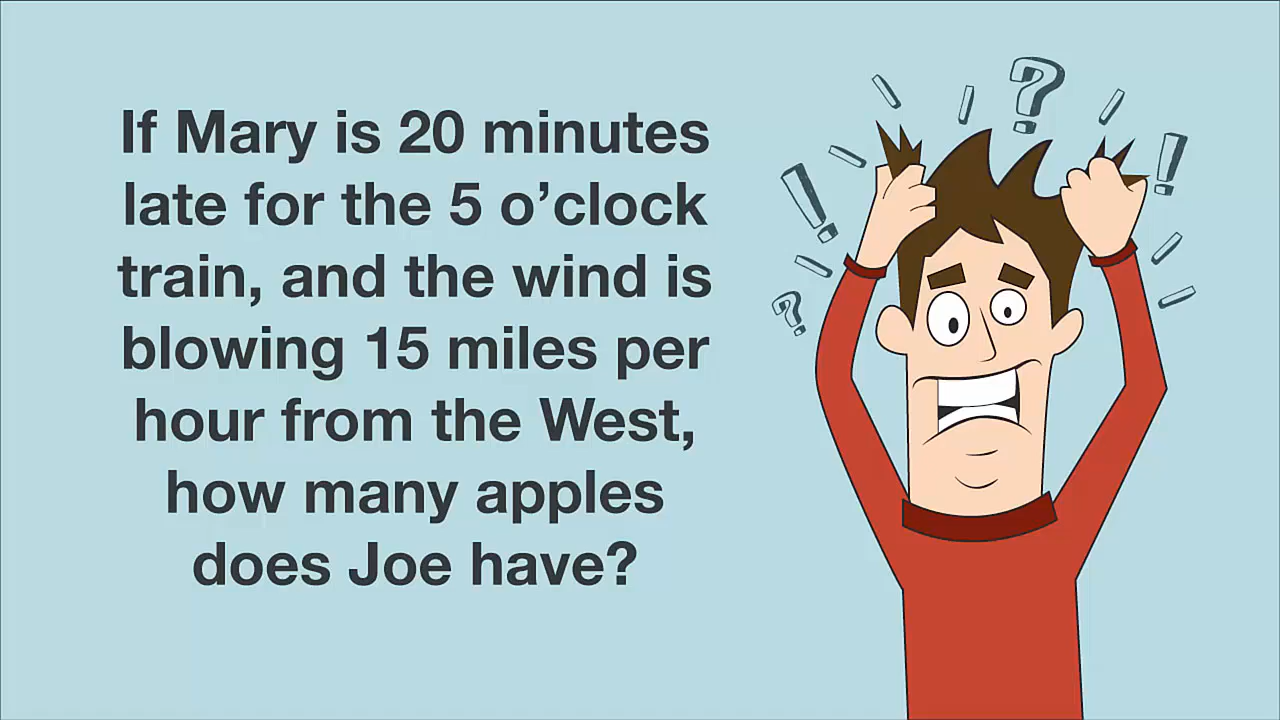 If Mary is 20 minutes
late for the 5 o’clock
train, and the wind is
blowing 15 miles per
hour from the West,
how many apples
does Joe have?
? 
! 
! 
?